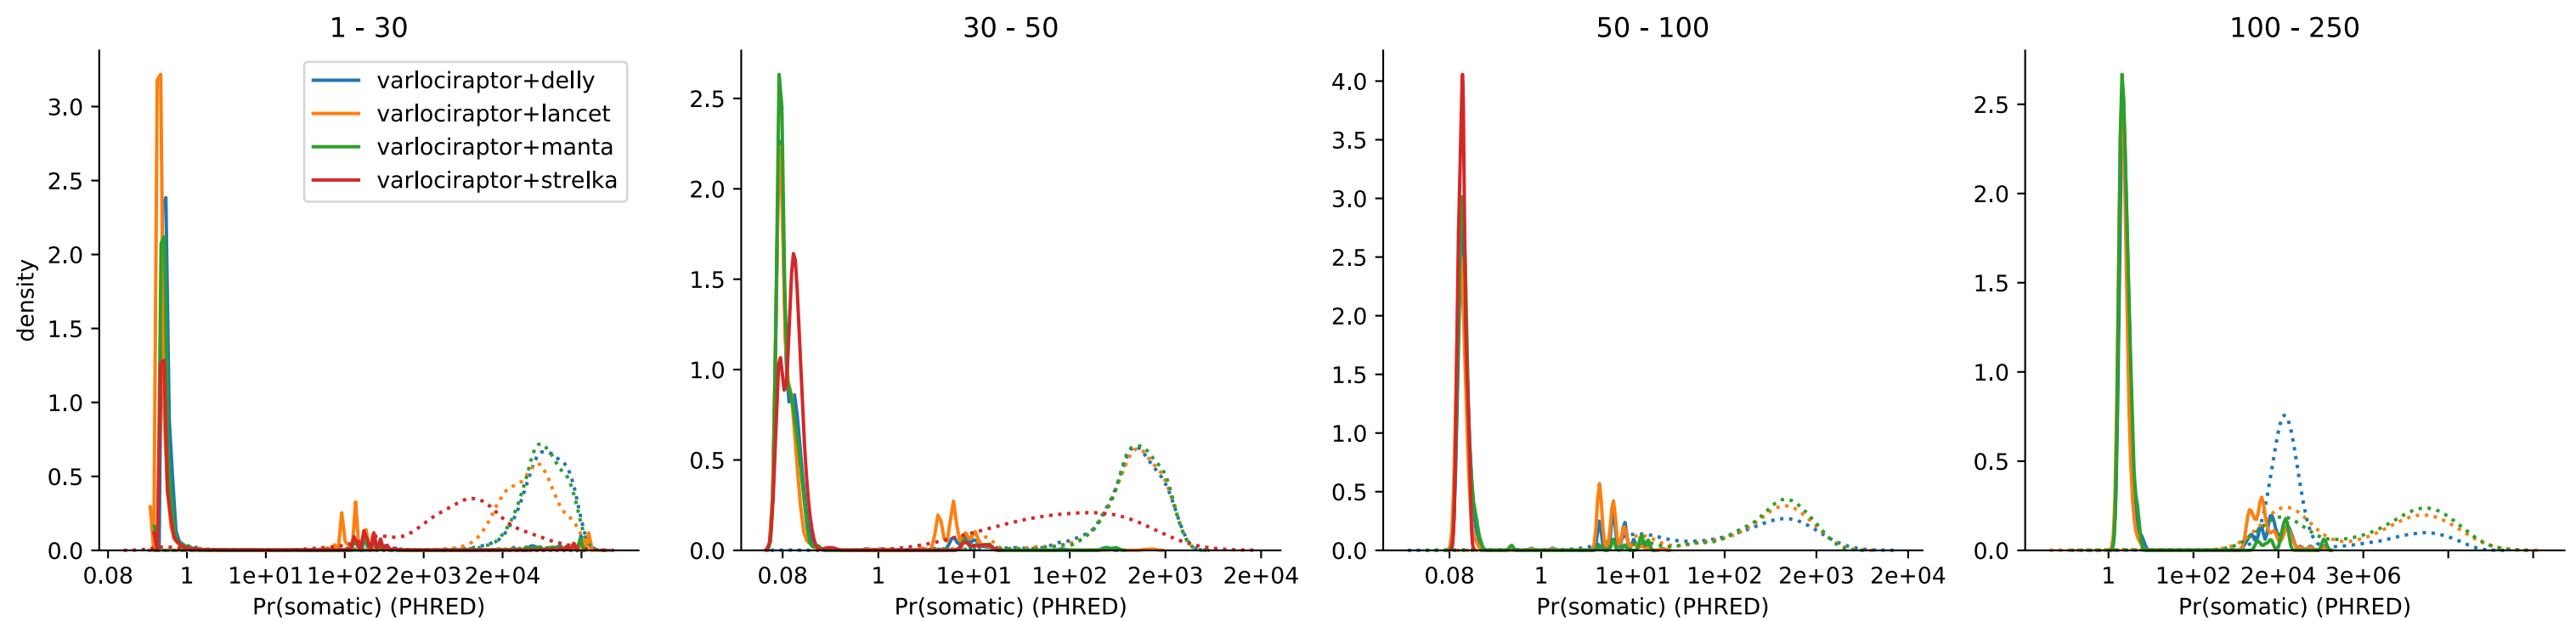 1 - 30
30 - 50
50 - 100
100 - 250
varlociraptor+delly
varlociraptor+lancet
varlociraptor+manta
varlociraptor+strelka
density
3.0
2.5
2.0
1.5
1.0
0.5
0.0
0.08 1 1e+01 1e+02 2e+03 2e+04
Pr(somatic) (PHRED)
2.5
2.0
1.5
1.0
0.5
0.0
0.08 1 1e+01 1e+02 2e+03 2e+04
Pr(somatic) (PHRED)
4.0
3.5
3.0
2.5
2.0
1.5
1.0
0.5
0.0
0.08 1 1e+01 1e+02 2e+03 2e+04
Pr(somatic) (PHRED)
2.5
2.0
1.5
1.0
0.5
0.0
1 1e+02 2e+04 3e+06
Pr(somatic) (PHRED)